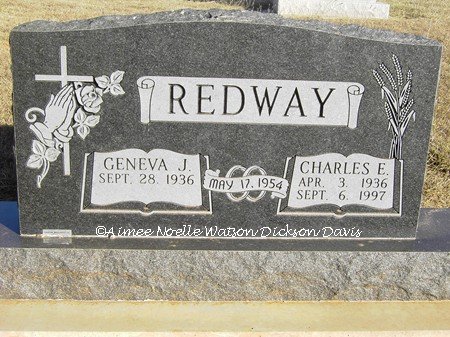 REDWAY
GENEVA J.
SEPT. 28. 1936
MAY 17, 1954
CHARLES E.
APR. 3, 1936
SEPT. 6, 1997
©Aimee Noelle Watson Dickson Davis